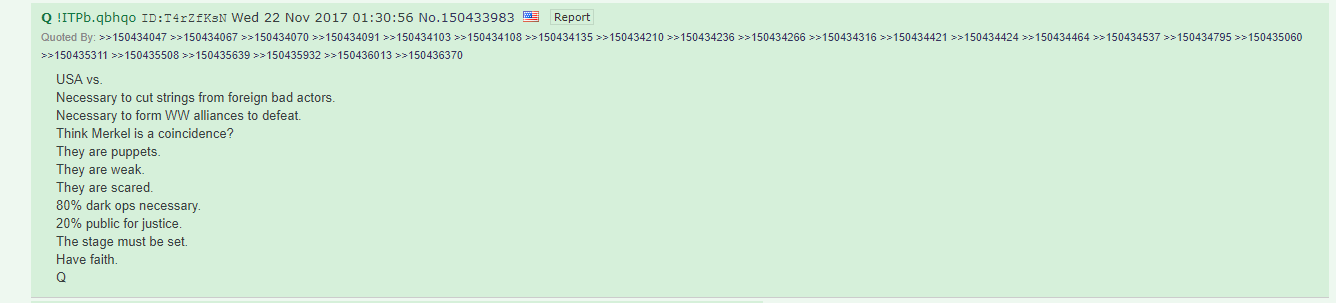 Q !ITPb.qbhqo ID:T4rZfKsN Wed 22 Nov 2017 01:30:56 No.150433983 Report
Quoted By: >>150434047 >>150434067 >>150434070 >>150434091 >>150434103 >>150434108 >>150434135 >>150434210 >>150434236 >>150434266 >>150434316 >>150434421 >>150434424 >>150434464 >>150434537 >>150434795 >>150435060
>>150435311 >>150435508 >>150435639 >>150435932 >>150436013 >>150436370
USA vs.
Necessary to cut strings from foreign bad actors.
Necessary to form WW alliances to defeat.
Think Merkel is a coincidence?
They are puppets.
They are weak.
They are scared.
80% dark ops necessary.
20% public for justice.
The stage must be set.
Have faith.
Q